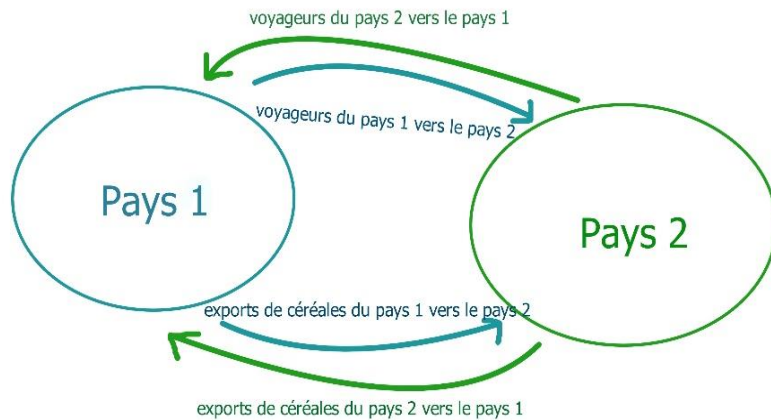 voyageurs du pays 2 vers le pays 1
voyageurs du pays 1 vers le pays 2
Pays 1
Pays 2
exports de céréales du pays 1 vers le pays 2
exports de céréales du pays 2 vers le pays 1